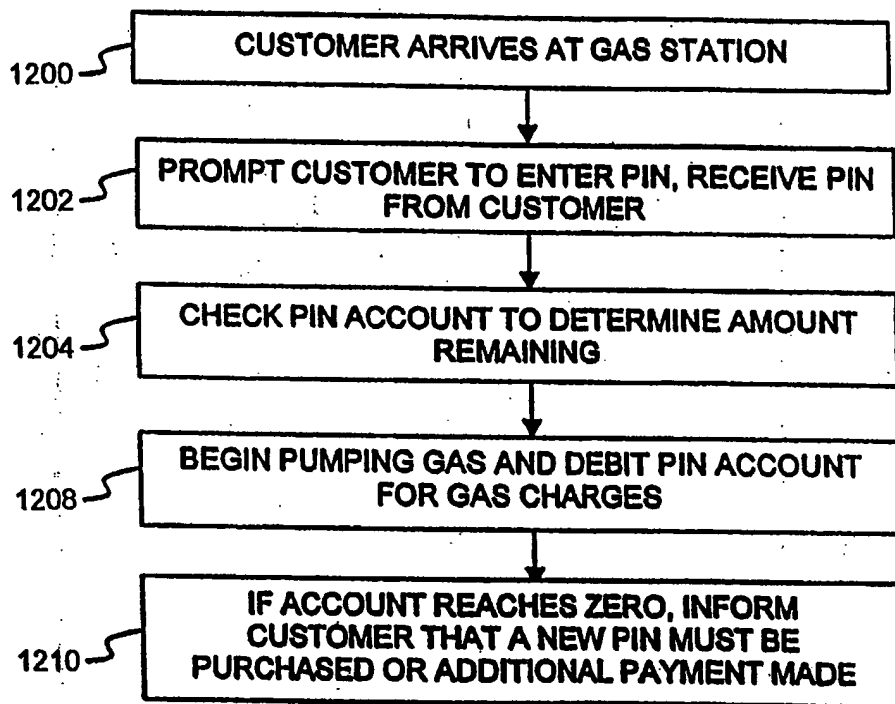 1200
CUSTOMER ARRIVES AT GAS STATION
1202
PROMPT CUSTOMER TO ENTER PIN, RECEIVE PIN
FROM CUSTOMER
1204
CHECK PIN ACCOUNT TO DETERMINE AMOUNT
REMAINING
1208
BEGIN PUMPING GAS AND DEBIT PIN ACCOUNT
FOR GAS CHARGES
1210
IF ACCOUNT REACHES ZERO, INFORM
CUSTOMER THAT A NEW PIN MUST BE
PURCHASED OR ADDITIONAL PAYMENT MADE